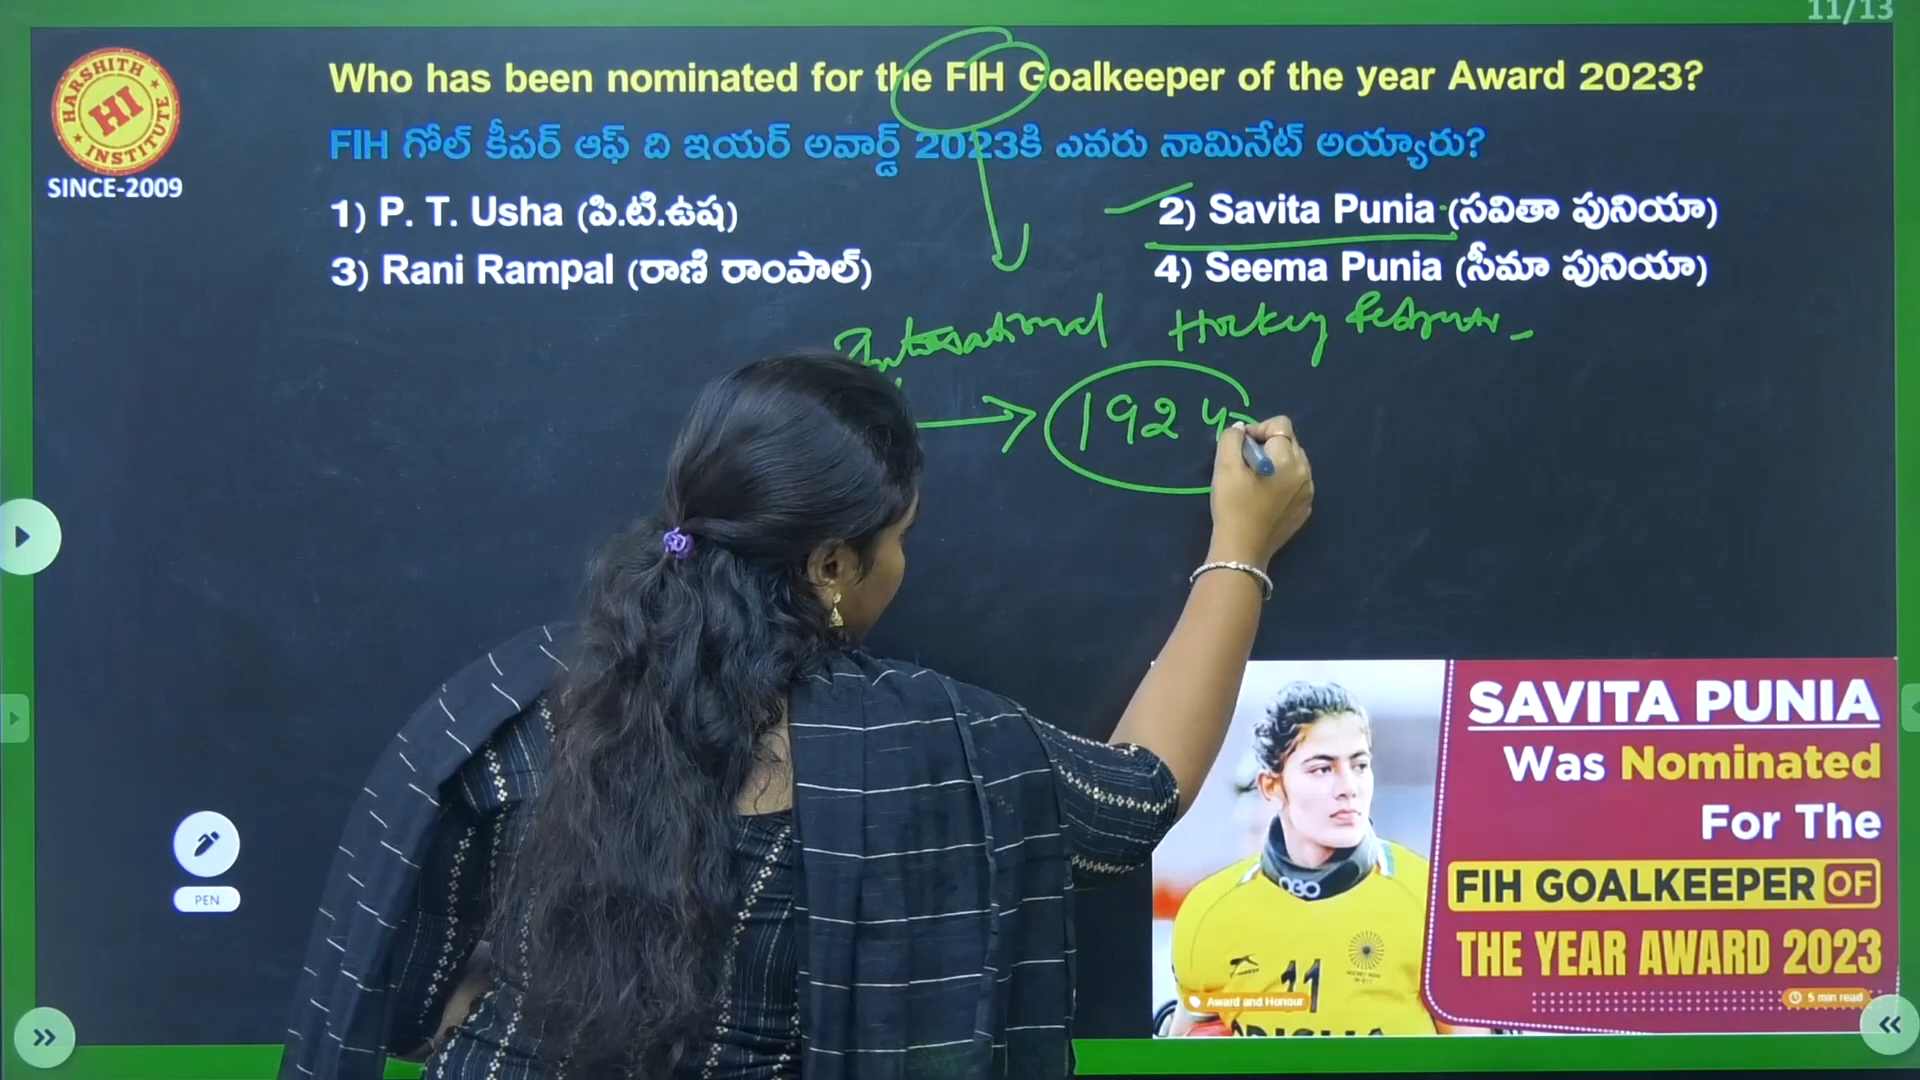 11/13
HARSHITH
HI
INSTITUTE
SINCE-2009
Who has been nominated for the FIH Goalkeeper of the year Award 2023?
FIH గోల్ కీపర్ ఆఫ్ ది ఇయర్ అవార్డ్ 2023కి ఎవరు నామినేట్ అయ్యారు?
1) P. T. Usha (పి.టి.ఉష)
2) Savita Punia (సవితా పునియా)
3) Rani Rampal (రాణి రాంపాల్)
4) Seema Punia (సీమా పునియా)
International Hockey
1924
SAVITA PUNIA
Was Nominated
For The
FIH GOALKEEPER OF
THE YEAR AWARD 2023
5 min read
Award and Honour
11
PEN